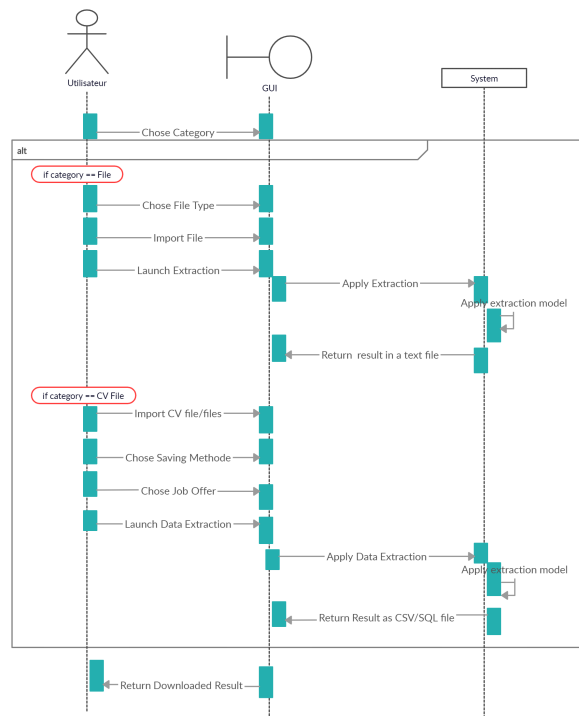 Utilisateur
GUI
System
Chose Category
alt
if category == File
Chose File Type
Import File
Launch Extraction
Apply Extraction
Apply extraction model
Return result in a text file
if category == CV File
Import CV file/files
Chose Saving Methode
Chose Job Offer
Launch Data Extraction
Apply Data Extraction
Apply extraction model
Return Result as CSV/SQL file
Return Downloaded Result